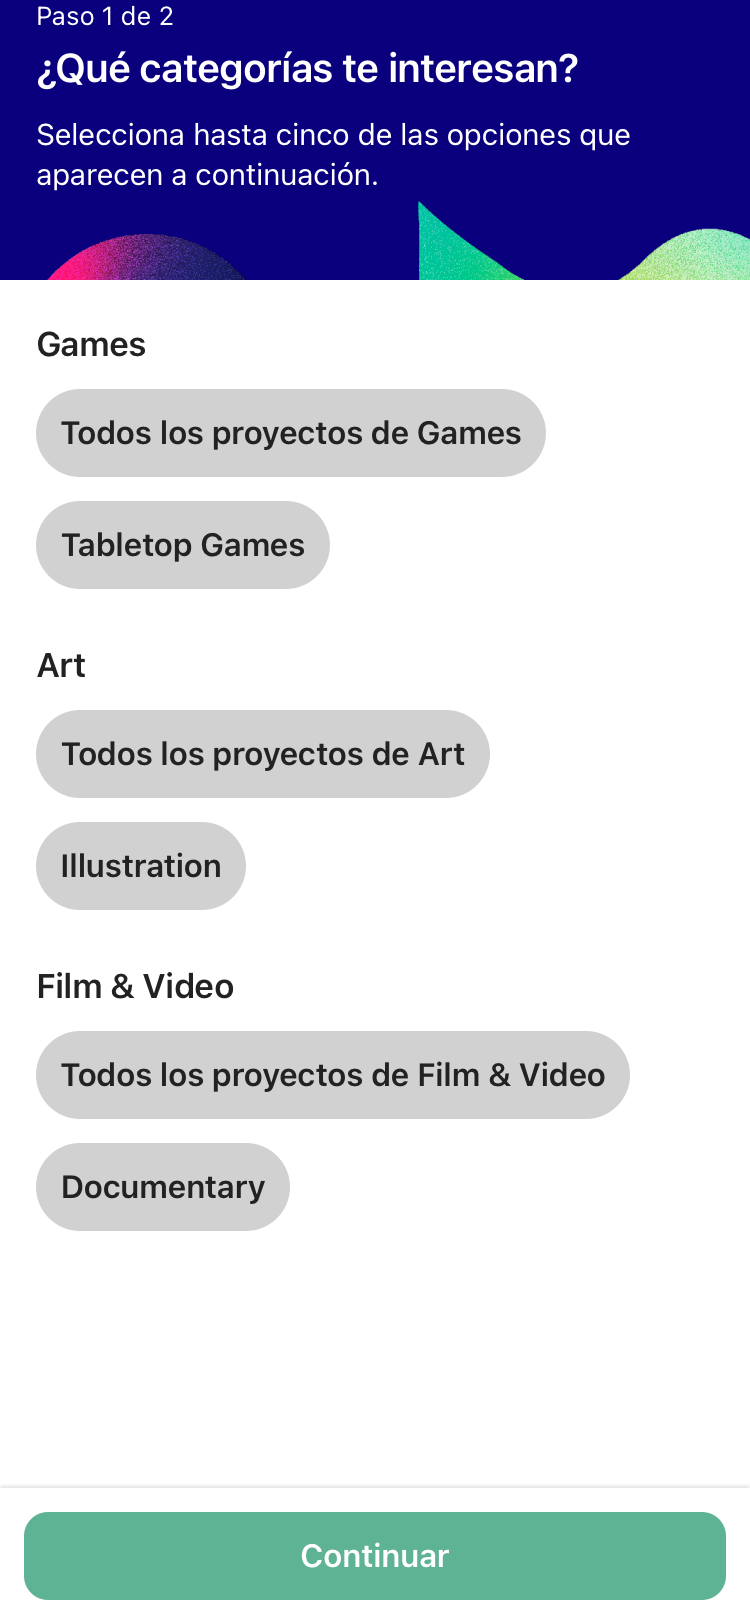 Paso 1 de 2
¿Qué categorías te interesan?
Selecciona hasta cinco de las opciones que
aparecen a continuación.
Games
Todos los proyectos de Games
Tabletop Games
Art
Todos los proyectos de Art
Illustration
Film & Video
Todos los proyectos de Film & Video
Documentary
Continuar